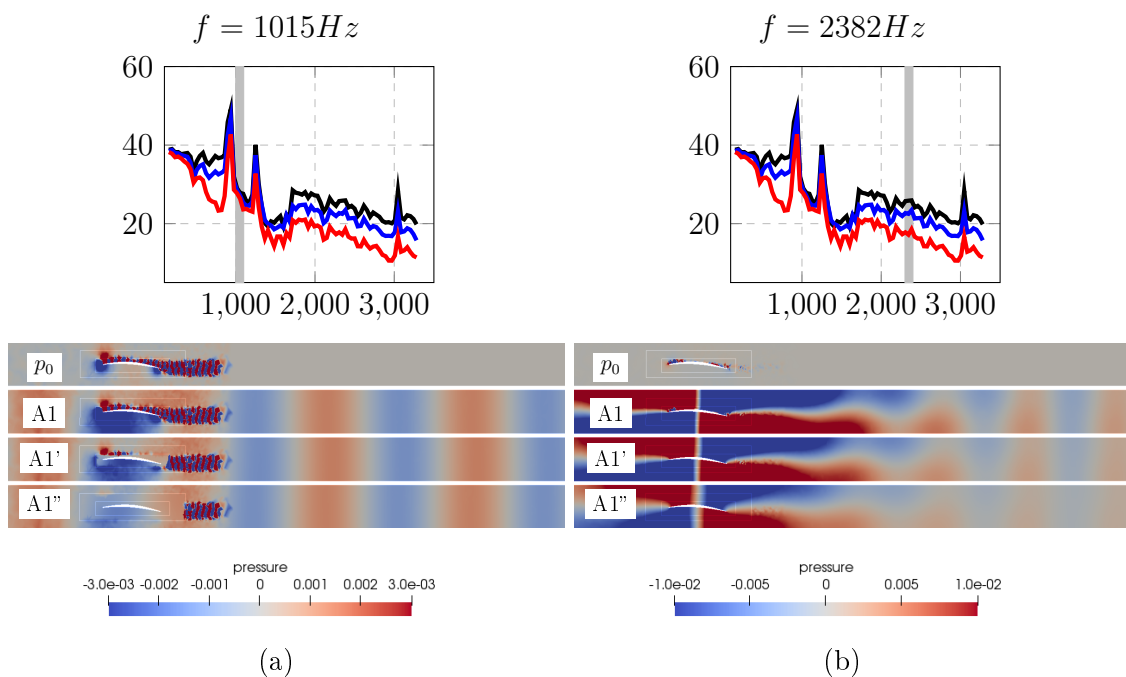 f = 1015Hz
60
40
20
1,000 2,000 3,000
p0
A1
A1'
A1''
pressure
-3.0e-03 -0.002 -0.001 0 0.001 0.002 3.0e-03
(a)
f = 2382Hz
60
40
20
1,000 2,000 3,000
p0
A1
A1'
A1''
pressure
-1.0e-02 -0.005 0 0.005 1.0e-02
(b)